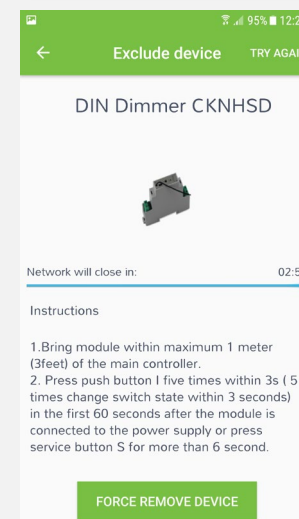 95% 12:2
Exclude device TRY AGAI
DIN Dimmer CKNHSD
Network will close in: 02:5
Instructions
1.Bring module within maximum 1 meter
(3feet) of the main controller.
2. Press push button I five times within 3s ( 5
times change switch state within 3 seconds)
in the first 60 seconds after the module is
connected to the power supply or press
service button S for more than 6 second.
FORCE REMOVE DEVICE